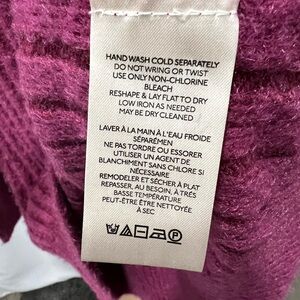 HAND WASH COLD SEPARATELY
DO NOT WRING OR TWIST
USE ONLY NON-CHLORINE
BLEACH
RESHAPE & LAY FLAT TO DRY
LOW IRON AS NEEDED
MAY BE DRY CLEANED
LAVER À LA MAIN À L'EAU FROIDE
SÉPARÉMEN
NE PAS TORDRE OU ESSORER
UTILISER UN AGENT DE
BLANCHIMENT SANS CHLORE SI
NÉCESSAIRE
REMODELER ET SÉCHER À PLAT
REPASSER, AU BESOIN, À TRÈS
BASSE TEMPÉRATURE
PEUT-ÊTRE ÊTRE NETTOYÉE
À SEC